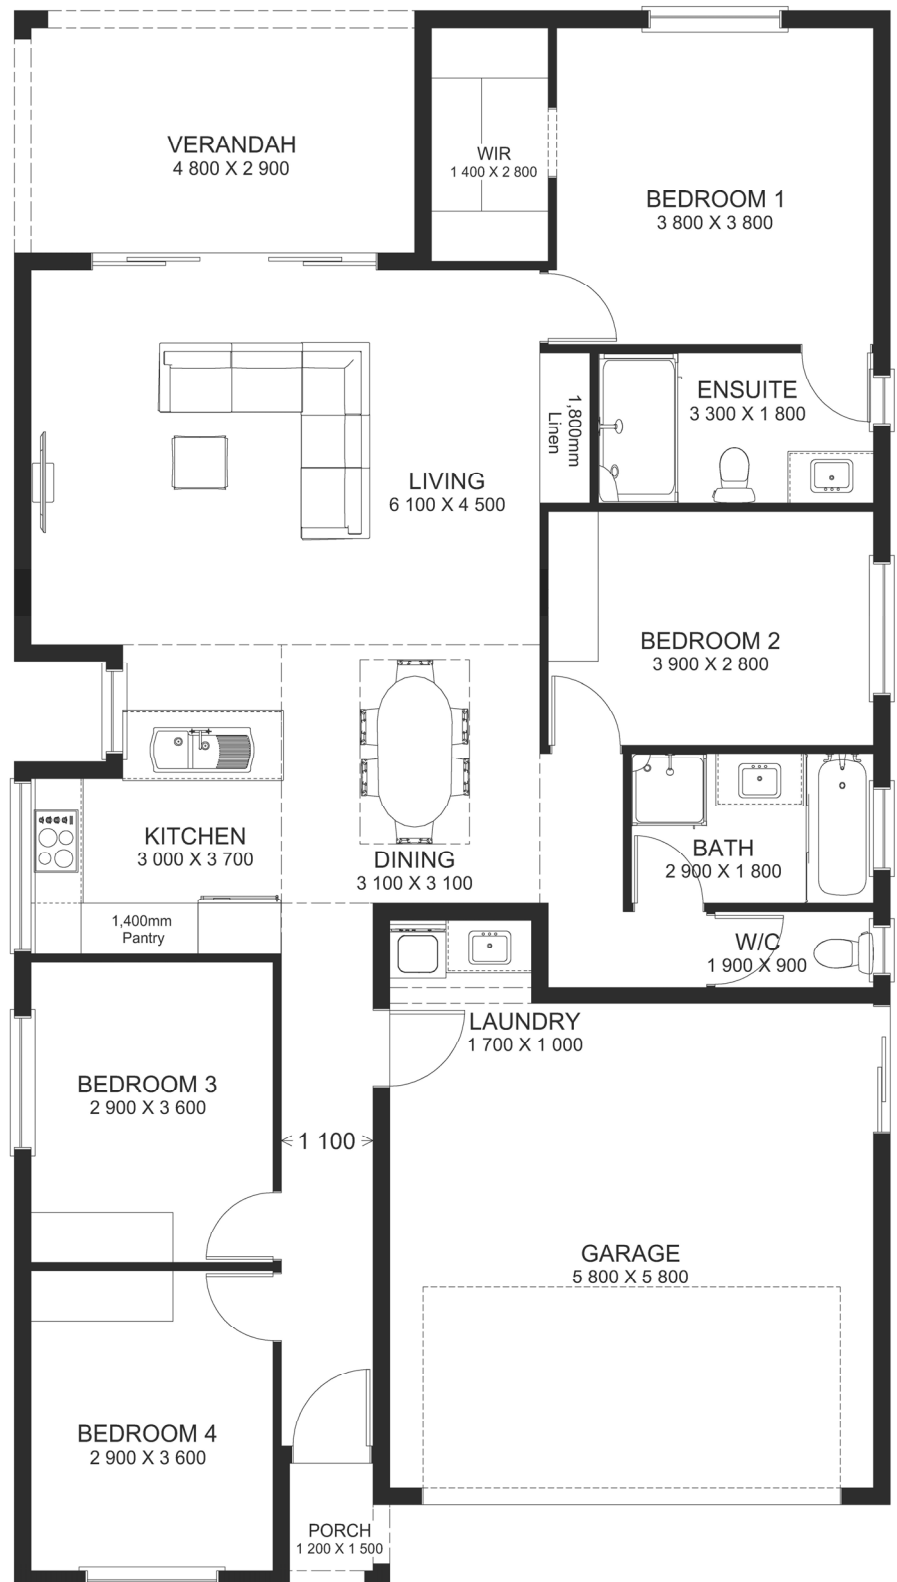 VERANDAH
4 800 X 2 900
WIR
1 400 X 2 800
BEDROOM 1
3 800 X 3 800
ENSUITE
3 300 X 1 800
1,800mm
Linen
LIVING
6 100 X 4 500
BEDROOM 2
3 900 X 2 800
KITCHEN
3 000 X 3 700
DINING
3 100 X 3 100
BATH
2 900 X 1 800
1,400mm
Pantry
W/C
1 900 X 900
LAUNDRY
1 700 X 1 000
BEDROOM 3
2 900 X 3 600
1 100
GARAGE
5 800 X 5 800
BEDROOM 4
2 900 X 3 600
PORCH
1 200 X 1 500